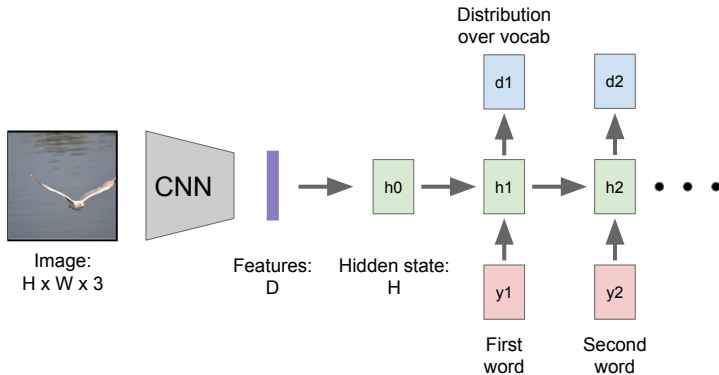 Distribution
over vocab
d1
d2
CNN
h0
h1
h2
Image:
H x W x 3
Features:
D
Hidden state:
H
y1
y2
First
word
Second
word